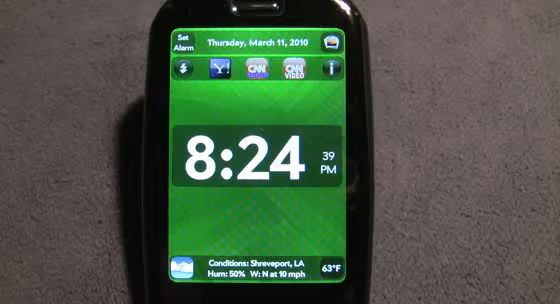 Set
Alarm
Thursday, March 11, 2010
Y!
CNN
CNN
VIDEO
i
8:24
39
PM
Conditions: Shreveport, LA
Hum: 50% W: N at 10 mph
63°F